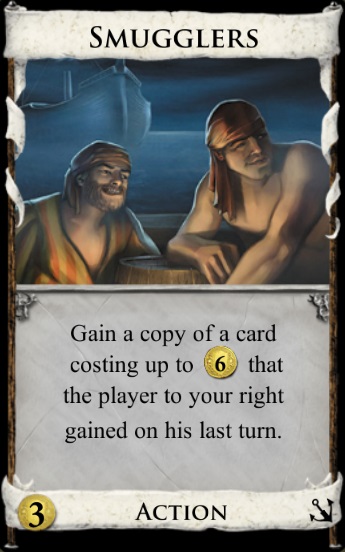 SMUGGLERS
Gain a copy of a card
costing up to 6 that
the player to your right
gained on his last turn.
3 ACTION